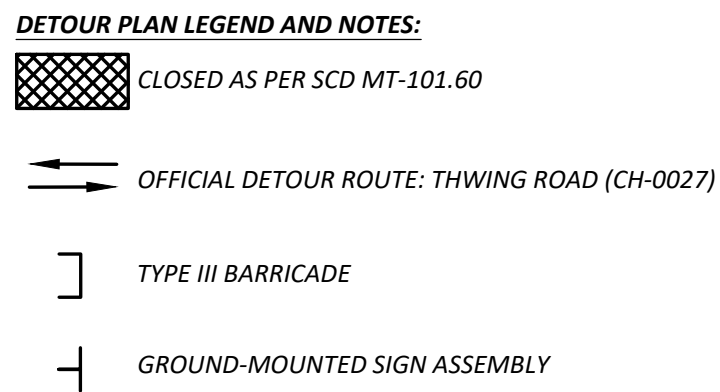 DETOUR PLAN LEGEND AND NOTES:
CLOSED AS PER SCD MT-101.60
OFFICIAL DETOUR ROUTE: THWING ROAD (CH-0027)
TYPE III BARRICADE
GROUND-MOUNTED SIGN ASSEMBLY